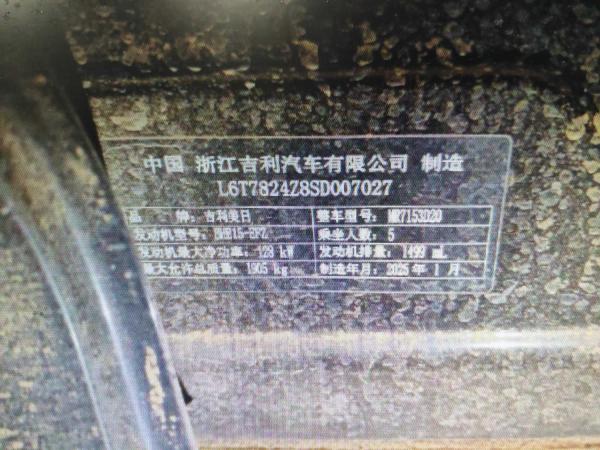 中国 浙江吉利汽车有限公司 制造
L6T7824Z8SD007027
品 牌：吉利美日 整车型号：MR7153D20
发动机型号：BHE15-EFZ 乘坐人数：5
发动机最大净功率：129 kW 发动机排量：1499 mL
最大允许总质量：1905 kg 制造年月：2025 年 1 月